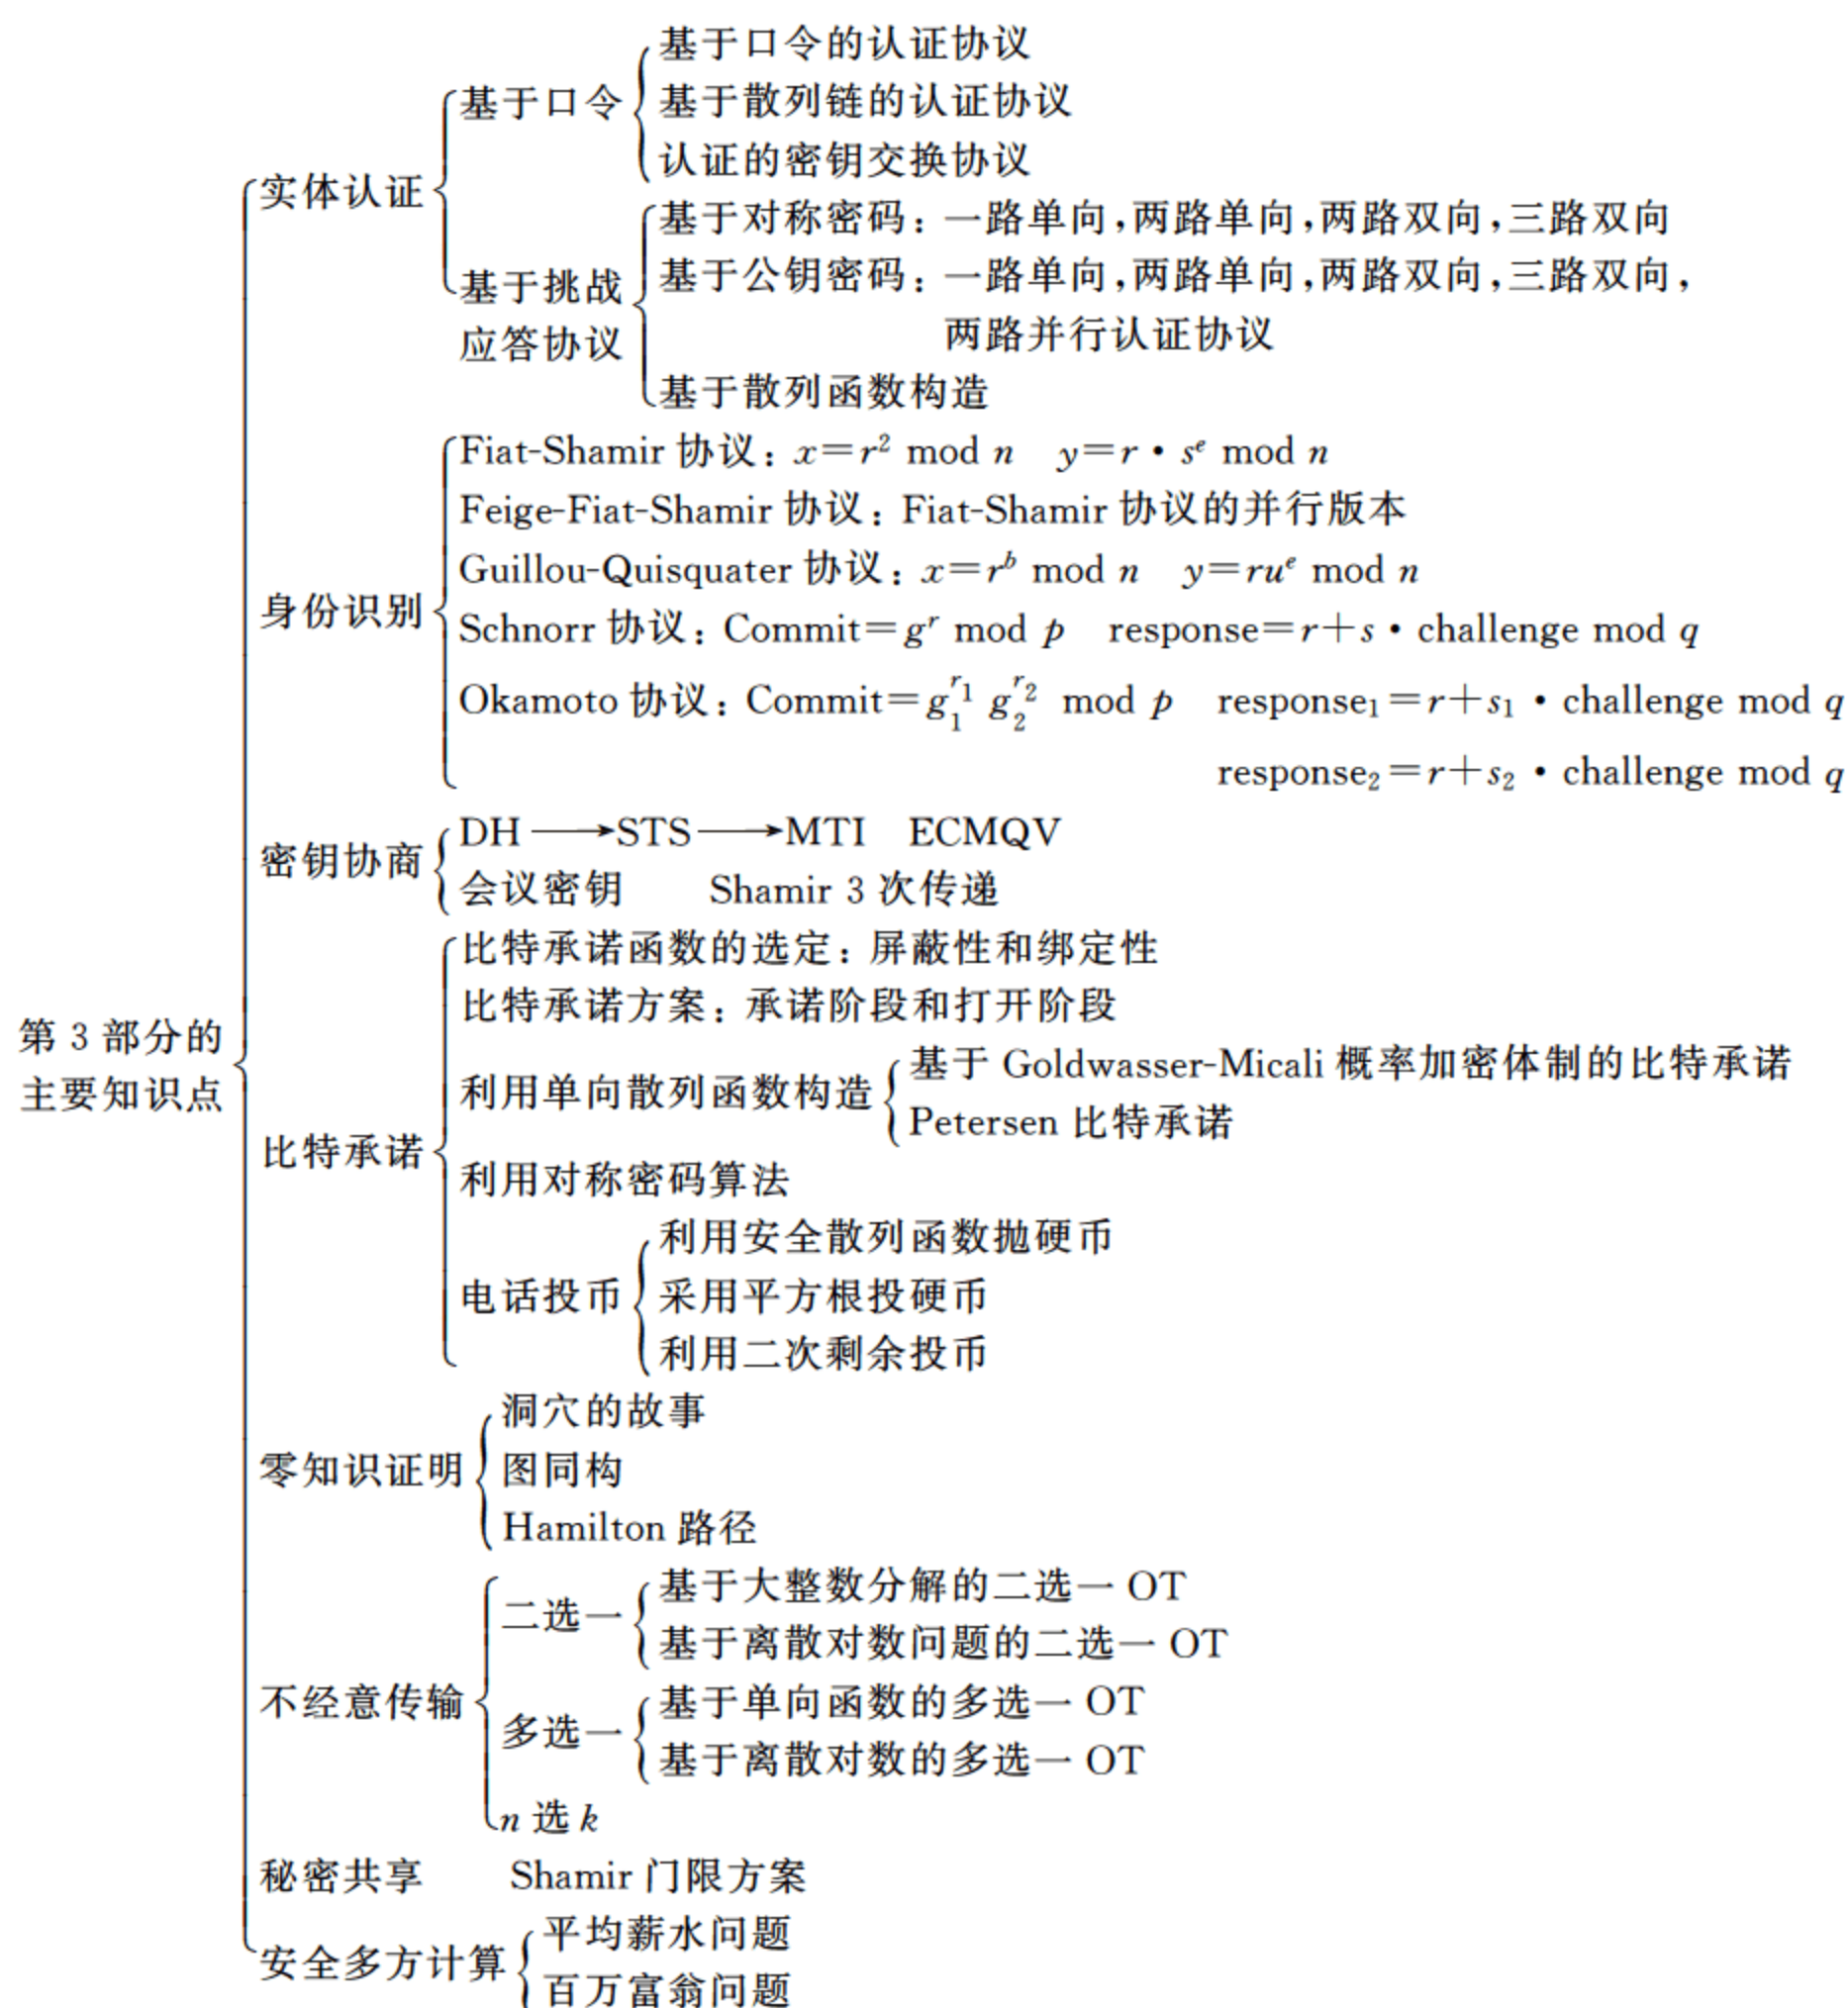 基于口令的认证协议
基于口令
基于散列链的认证协议
认证的密钥交换协议
实体认证
基于对称密码：一路单向,两路单向,两路双向,三路双向
基于挑战
应答协议
基于公钥密码：一路单向,两路单向,两路双向,三路双向,
两路并行认证协议
基于散列函数构造
Fiat-Shamir 协议：x=r² mod n y=r·sᵉ mod n
Feige-Fiat-Shamir 协议：Fiat-Shamir 协议的并行版本
Guillou-Quisquater 协议：x=rᵇ mod n y=ruᵉ mod n
身份识别
Schnorr 协议：Commit=gʳ mod p response=r+s·challenge mod q
Okamoto 协议：Commit=g₁^r₁ g₂^r₂ mod p response₁=r+s₁·challenge mod q
response₂=r+s₂·challenge mod q
DH→STS→MTI ECMQV
密钥协商
会议密钥 Shamir 3 次传递
比特承诺函数的选定：屏蔽性和绑定性
比特承诺方案：承诺阶段和打开阶段
第 3 部分的
主要知识点
基于 Goldwasser-Micali 概率加密体制的比特承诺
利用单向散列函数构造
Petersen 比特承诺
比特承诺
利用对称密码算法
利用安全散列函数抛硬币
电话投币
采用平方根投硬币
利用二次剩余投币
洞穴的故事
零知识证明
图同构
Hamilton 路径
基于大整数分解的二选一 OT
二选一
基于离散对数问题的二选一 OT
不经意传输
基于单向函数的多选一 OT
多选一
基于离散对数的多选一 OT
n 选 k
秘密共享 Shamir 门限方案
平均薪水问题
安全多方计算
百万富翁问题